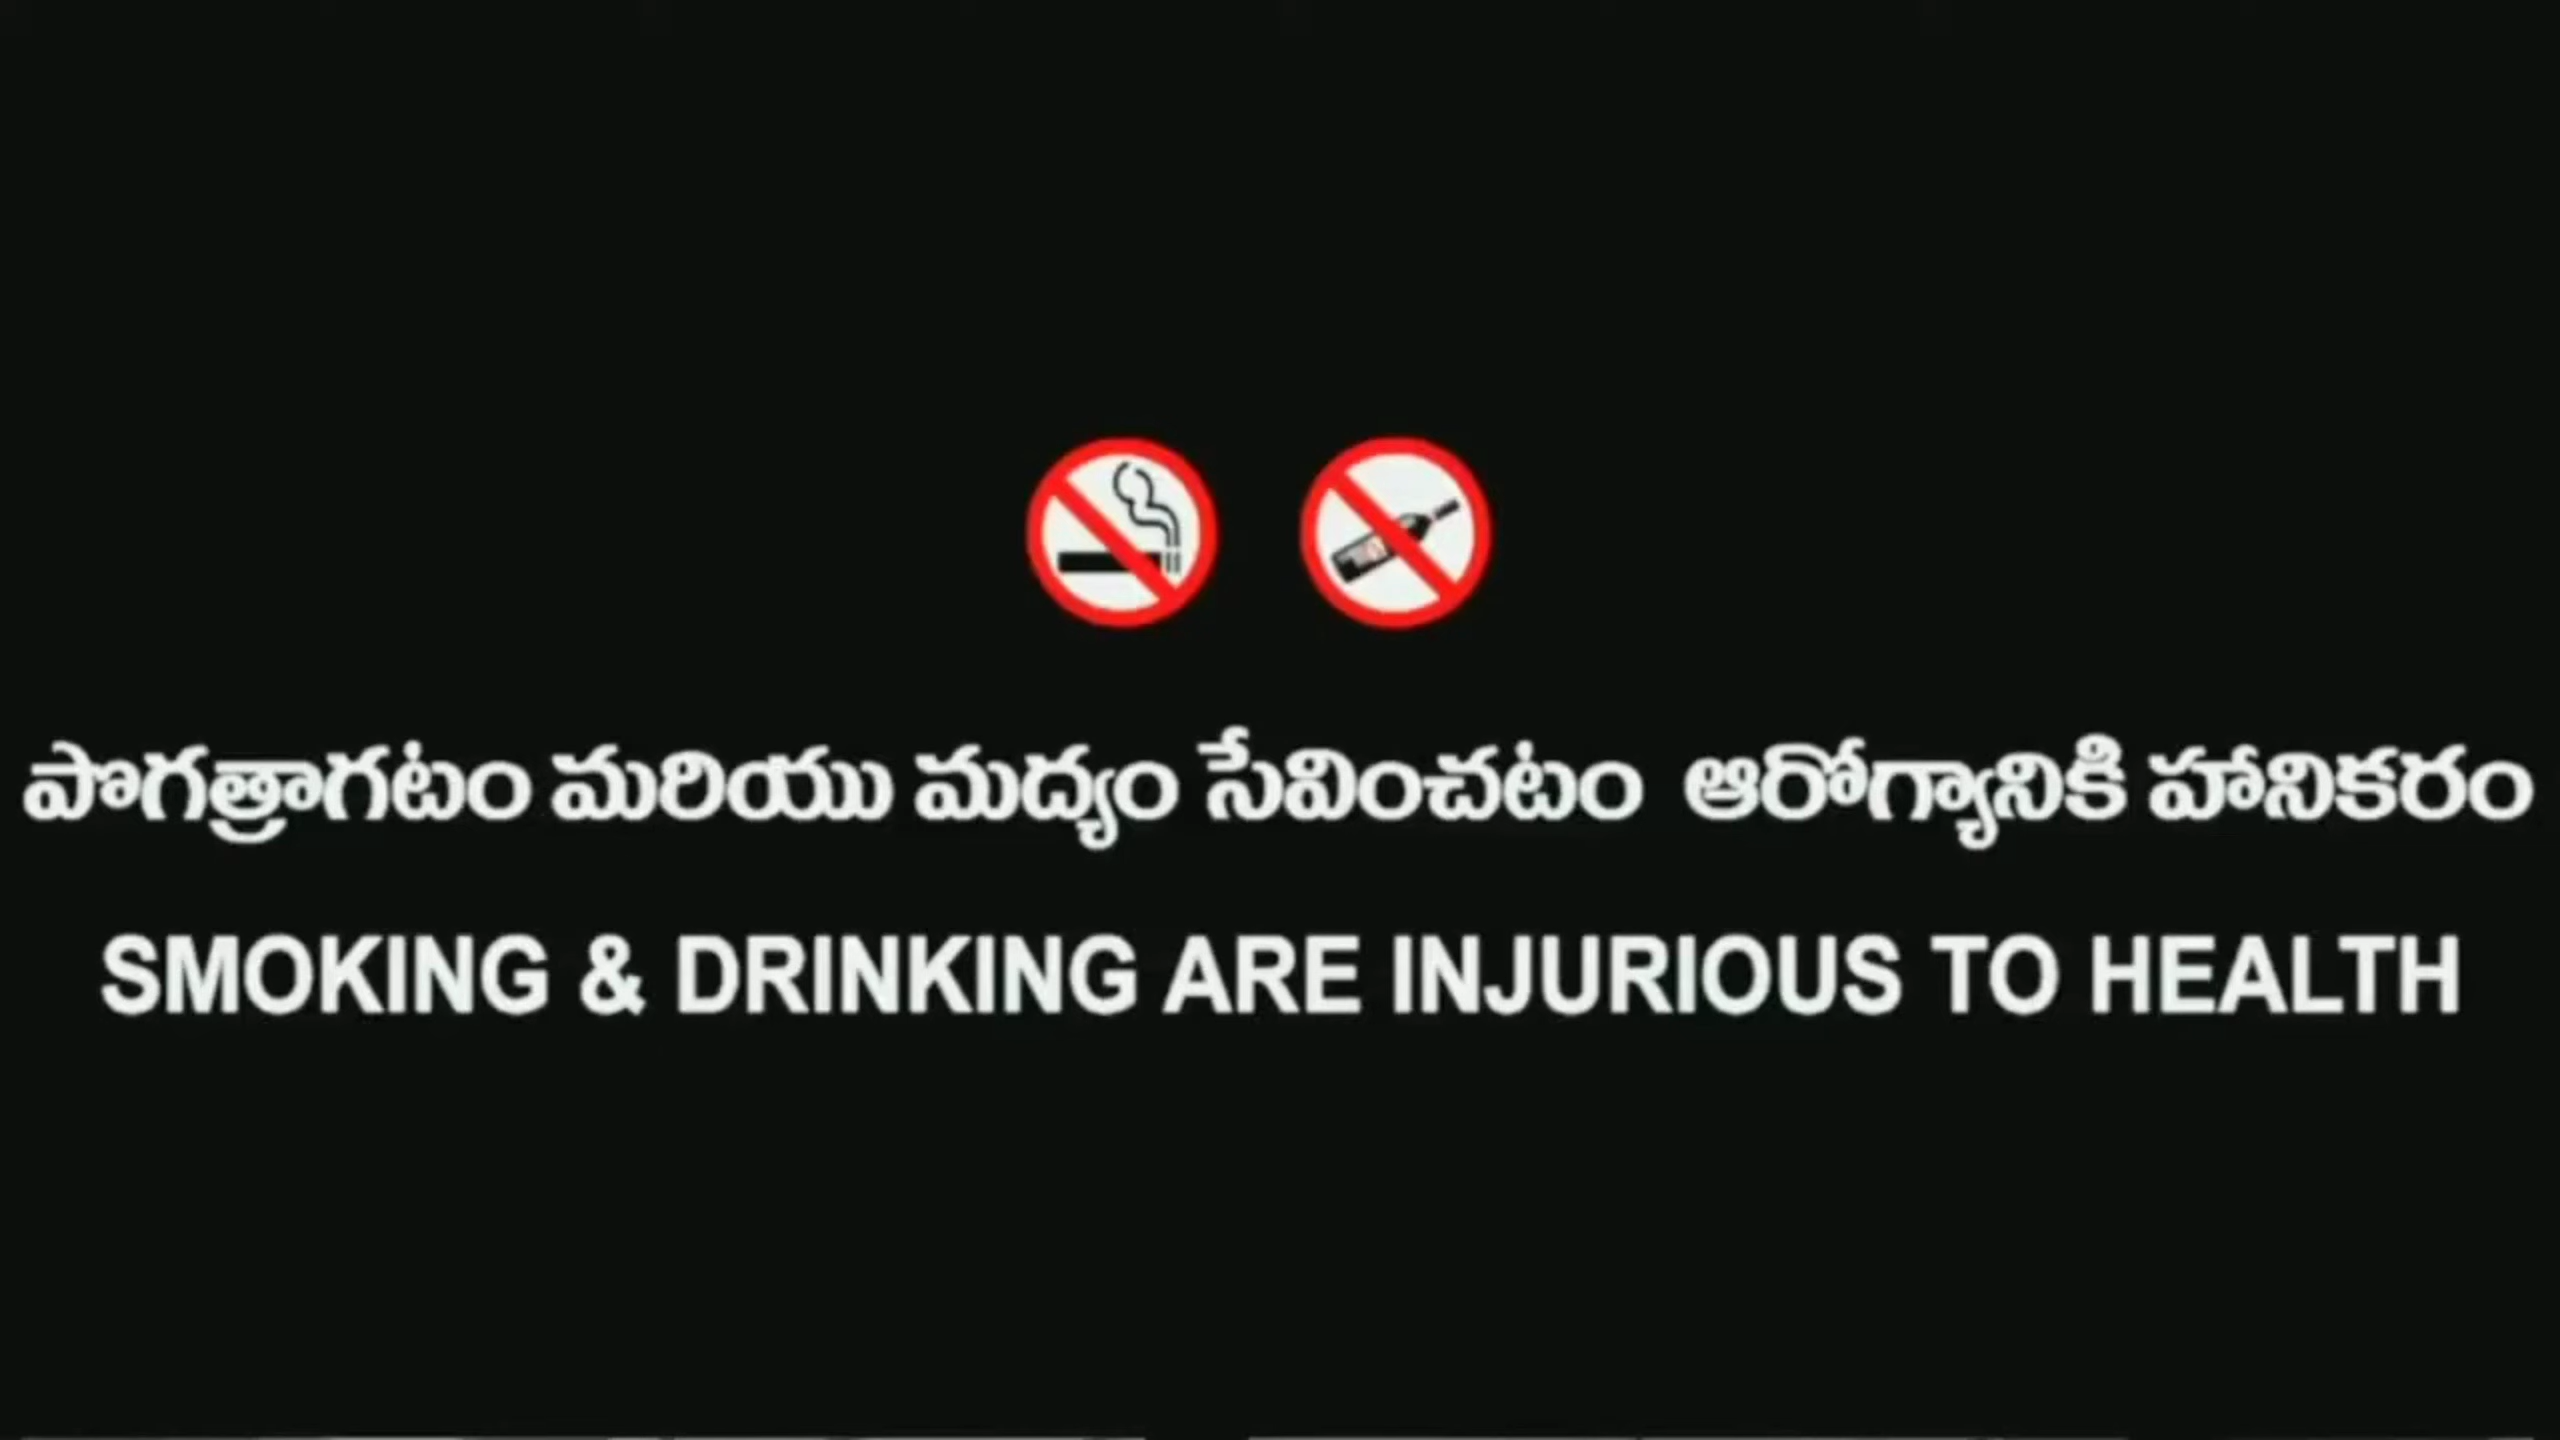 పొగత్రాగటం మరియు మద్యం సేవించటం ఆరోగ్యానికి హానికరం
SMOKING & DRINKING ARE INJURIOUS TO HEALTH